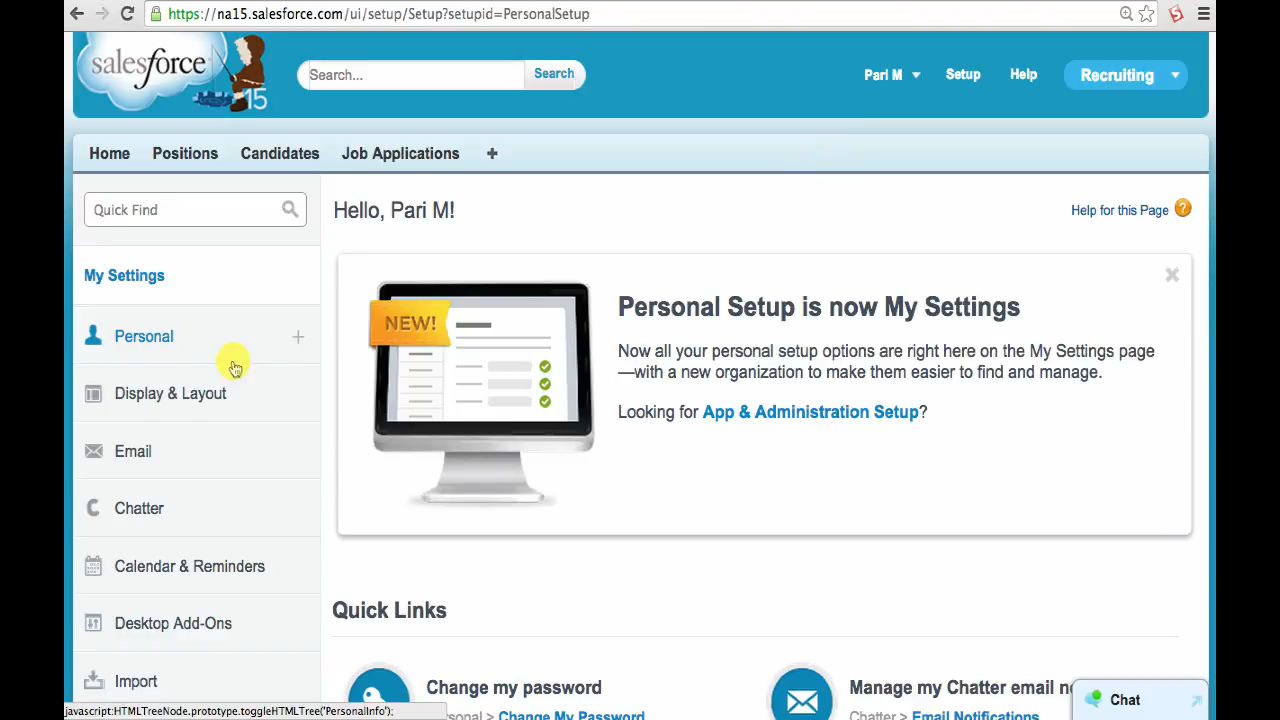 https://na15.salesforce.com/ui/setup/Setup?setupid=PersonalSetup
salesforce
15
Search...
Search
Pari M
Setup
Help
Recruiting
Home
Positions
Candidates
Job Applications
Quick Find
Hello, Pari M!
Help for this Page
My Settings
Personal
Display & Layout
Email
Chatter
Calendar & Reminders
Desktop Add-Ons
Import
NEW!
Personal Setup is now My Settings
Now all your personal setup options are right here on the My Settings page
—with a new organization to make them easier to find and manage.
Looking for App & Administration Setup?
Quick Links
Change my password
Personal > Change My Password
Manage my Chatter email
Chatter > Email Notifications
Chat
javascript:HTMLTreeNode.prototype.toggleHTMLTree('PersonalInfo');